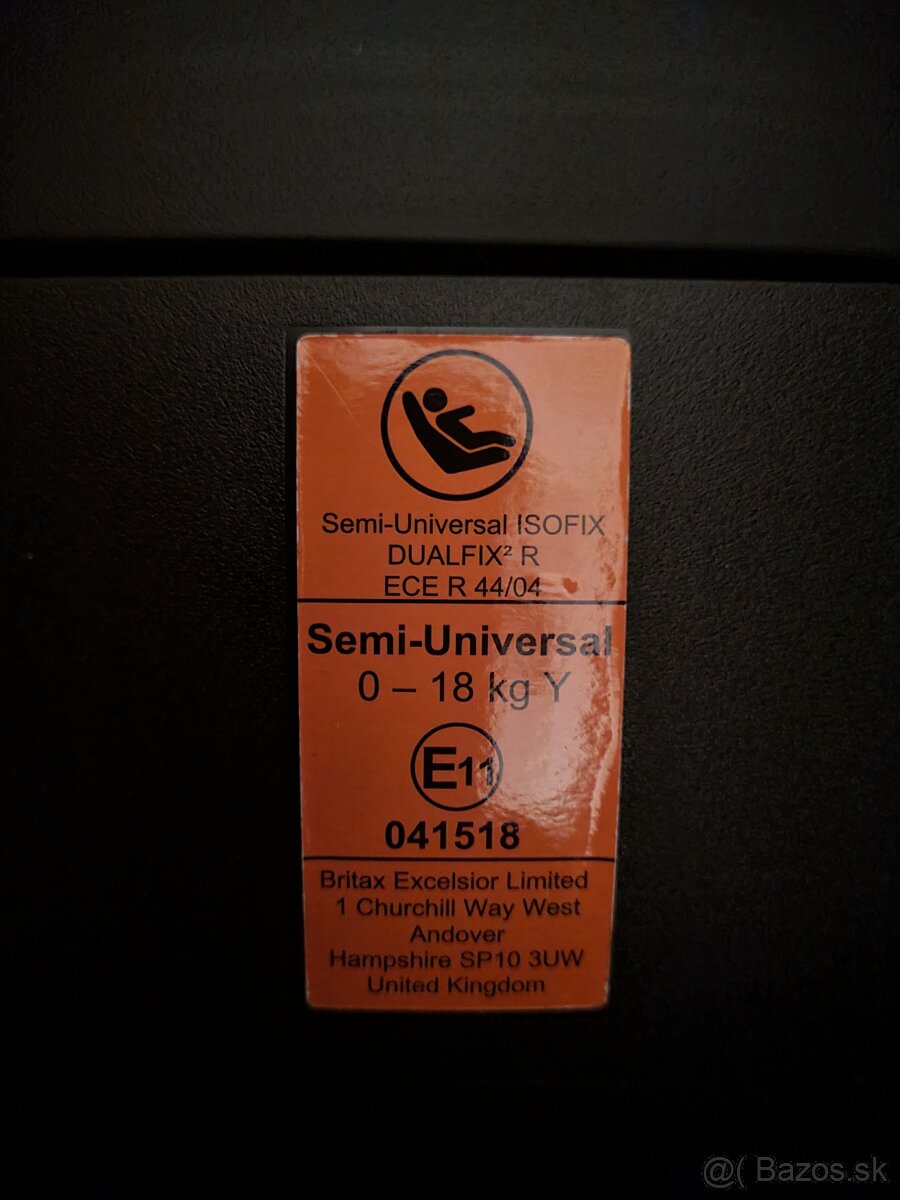 Semi-Universal ISOFIX
DUALFIX² R
ECE R 44/04
Semi-Universal
0 – 18 kg Y
E11
041518
Britax Excelsior Limited
1 Churchill Way West
Andover
Hampshire SP10 3UW
United Kingdom
@( Bazos.sk